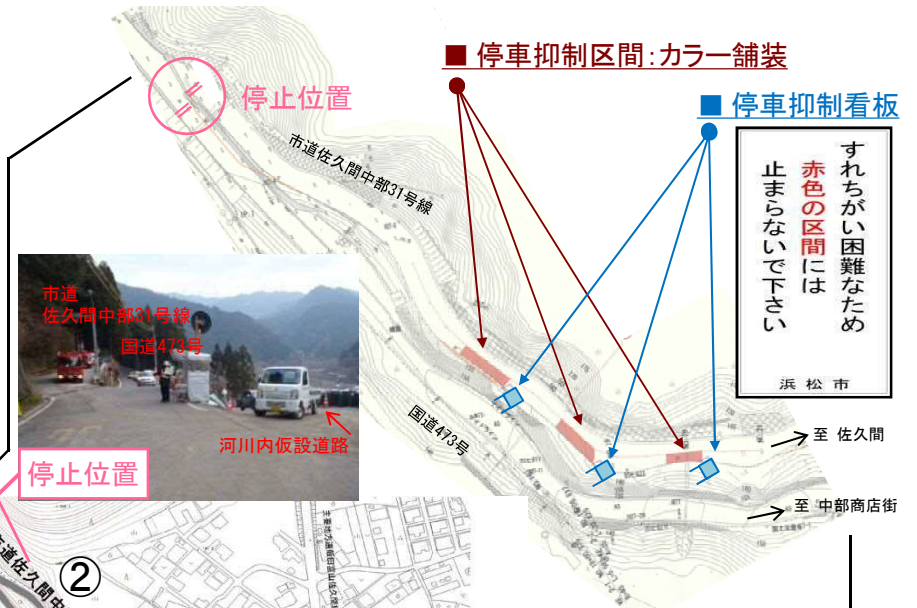 ■ 停車抑制区間:カラー舗装
停止位置
■ 停車抑制看板
市道佐久間中部31号線
すれちがい困難なため
赤色の区間には
止まらないで下さい
浜松市
市道
佐久間中部31号線
国道473号
河川内仮設道路
国道473号
至 佐久間
至 中部商店街
停止位置
②